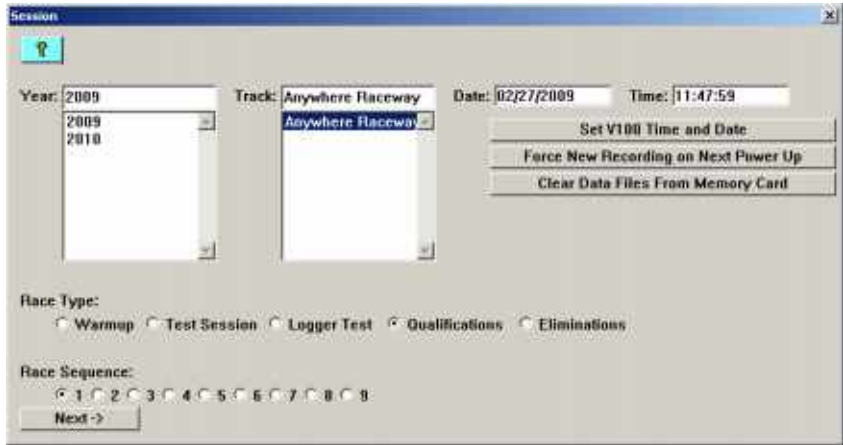 Session
?
Year: 2009 Track: Anywhere Raceway Date: 02/27/2009 Time: 11:47:59
2009
2010
Anywhere Raceway
Set V100 Time and Date
Force New Recording on Next Power Up
Clear Data Files From Memory Card
Race Type:
Warmup Test Session Logger Test Qualifications Eliminations
Race Sequence:
1 2 3 4 5 6 7 8 9
Next ->